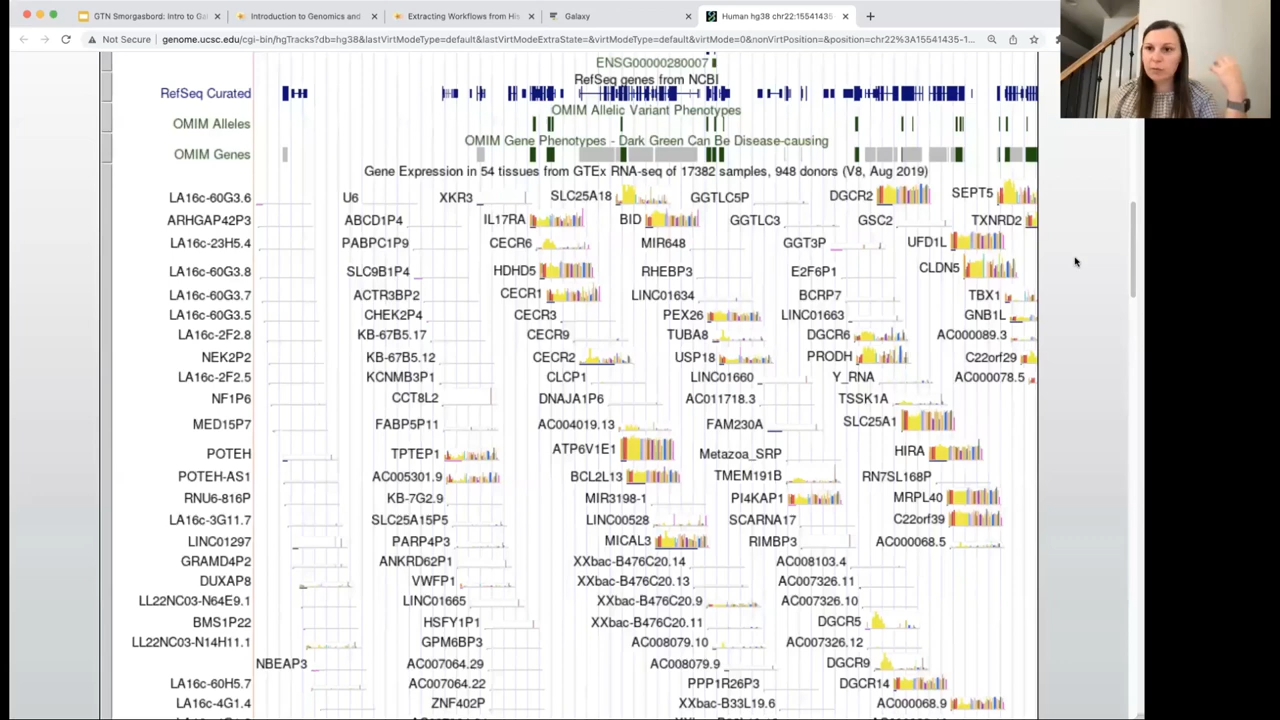 GTN Smorgasbord: Intro to Gal
Introduction to Genomics and
Extracting Workflows from His
Galaxy
Human hg38 chr22:15541435-
Not Secure | genome.ucsc.edu/cgi-bin/hgTracks?db=hg38&lastVirtModeType=default&lastVirtModeExtraState=&virtModeType=default&virtMode=0&nonVirtPosition=&position=chr22%3A15541435-1...
ENSG00000280007
RefSeq genes from NCBI
RefSeq Curated
OMIM Allelic Variant Phenotypes
OMIM Alleles
OMIM Gene Phenotypes - Dark Green Can Be Disease-causing
OMIM Genes
Gene Expression in 54 tissues from GTEx RNA-seq of 17382 samples, 948 donors (V8, Aug 2019)
LA16c-60G3.6 U6 XKR3 SLC25A18 GGTLC5P DGCR2 SEPT5
ARHGAP42P3 ABCD1P4 IL17RA BID GGTLC3 GSC2 TXNRD2
LA16c-23H5.4 PABPC1P9 CECR6 MIR648 GGT3P UFD1L
LA16c-60G3.8 SLC9B1P4 HDHD5 RHEBP3 E2F6P1 CLDN5
LA16c-60G3.7 ACTR3BP2 CECR1 LINC01634 BCRP7 TBX1
LA16c-60G3.5 CHEK2P4 CECR3 PEX26 LINC01663 GNB1L
LA16c-2F2.8 KB-67B5.17 CECR9 TUBA8 DGCR6 AC000089.3
NEK2P2 KB-67B5.12 CECR2 USP18 PRODH C22orf29
LA16c-2F2.5 KCNMB3P1 CLCP1 LINC01660 Y_RNA AC000078.5
NF1P6 CCT8L2 DNAJA1P6 AC011718.3 TSSK1A
MED15P7 FABP5P11 AC004019.13 FAM230A SLC25A1
POTEH TPTEP1 ATP6V1E1 Metazoa_SRP HIRA
POTEH-AS1 AC005301.9 BCL2L13 TMEM191B RN7SL168P
RNU6-816P KB-7G2.9 MIR3198-1 PI4KAP1 MRPL40
LA16c-3G11.7 SLC25A15P5 LINC00528 SCARNA17 C22orf39
LINC01297 PARP4P3 MICAL3 RIMBP3 AC000068.5
GRAMD4P2 ANKRD62P1 XXbac-B476C20.14 AC008103.4
DUXAP8 VWFP1 XXbac-B476C20.13 AC007326.11
LL22NC03-N64E9.1 LINC01665 XXbac-B476C20.9 AC007326.10
BMS1P22 HSFY1P1 XXbac-B476C20.11 DGCR5
LL22NC03-N14H11.1 GPM6BP3 AC008079.10 AC007326.12
NBEAP3 AC007064.29 AC008079.9 DGCR9
LA16c-60H5.7 AC007064.22 PPP1R26P3 DGCR14
LA16c-4G1.4 ZNF402P XXbac-B33L19.6 AC000068.9